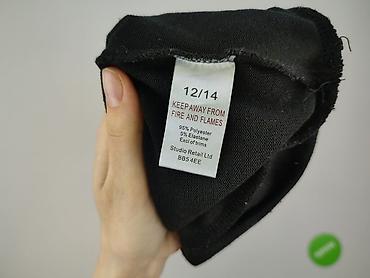 12/14
KEEP AWAY FROM
FIRE AND FLAMES
95% Polyester
5% Elastane
Excl of trims
Studio Retail Ltd
BB5 4EE